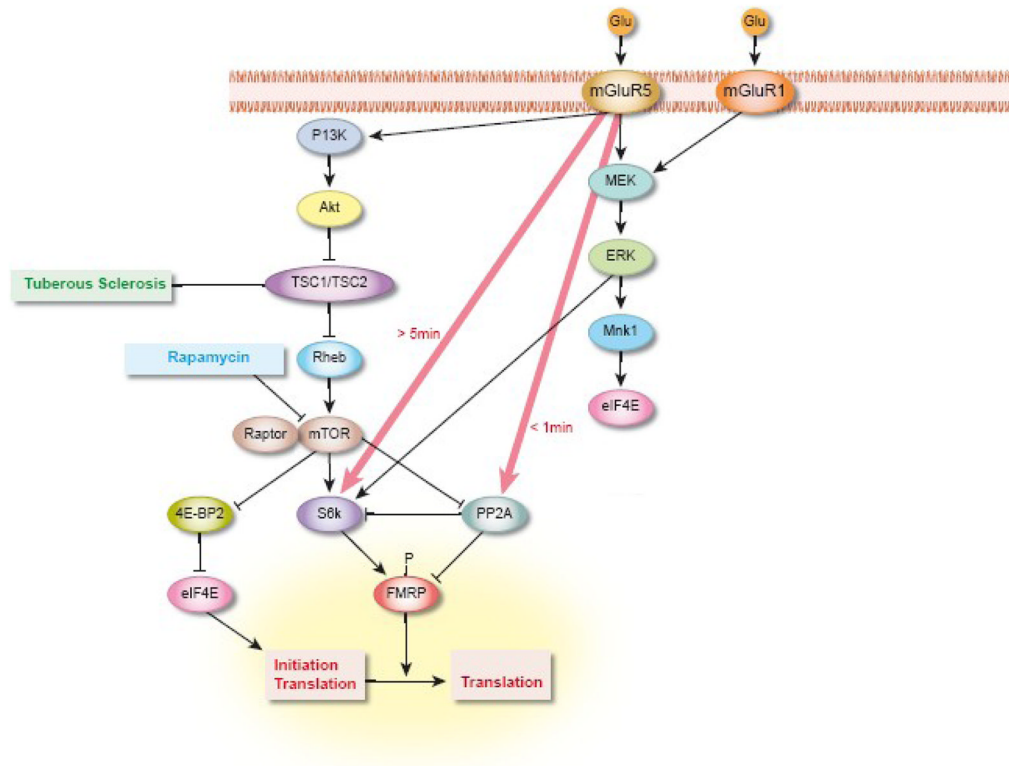 Glu
Glu
mGluR5
mGluR1
P13K
MEK
Akt
ERK
TSC1/TSC2
Tuberous Sclerosis
> 5min
Mnk1
Rapamycin
Rheb
eIF4E
Raptor
mTOR
< 1min
4E-BP2
S6k
PP2A
P
eIF4E
FMRP
Initiation
Translation
Translation